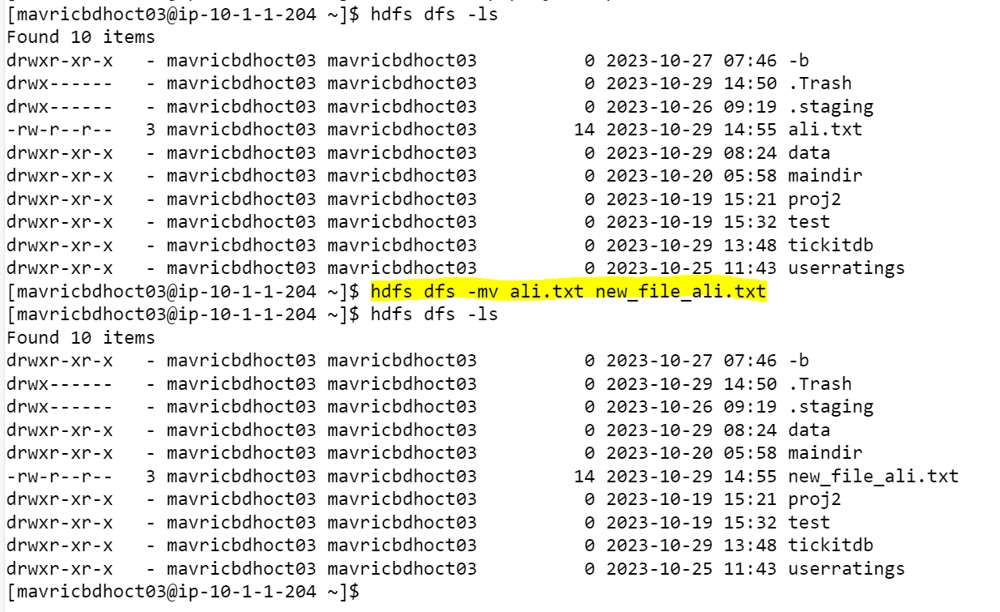 [mavricbdhoct03@ip-10-1-1-204 ~]$ hdfs dfs -ls
Found 10 items
drwxr-xr-x   - mavricbdhoct03 mavricbdhoct03          0 2023-10-27 07:46 -b
drwx------   - mavricbdhoct03 mavricbdhoct03          0 2023-10-29 14:50 .Trash
drwx------   - mavricbdhoct03 mavricbdhoct03          0 2023-10-26 09:19 .staging
-rw-r--r--   3 mavricbdhoct03 mavricbdhoct03         14 2023-10-29 14:55 ali.txt
drwxr-xr-x   - mavricbdhoct03 mavricbdhoct03          0 2023-10-29 08:24 data
drwxr-xr-x   - mavricbdhoct03 mavricbdhoct03          0 2023-10-20 05:58 maindir
drwxr-xr-x   - mavricbdhoct03 mavricbdhoct03          0 2023-10-19 15:21 proj2
drwxr-xr-x   - mavricbdhoct03 mavricbdhoct03          0 2023-10-19 15:32 test
drwxr-xr-x   - mavricbdhoct03 mavricbdhoct03          0 2023-10-29 13:48 tickitdb
drwxr-xr-x   - mavricbdhoct03 mavricbdhoct03          0 2023-10-25 11:43 userratings
[mavricbdhoct03@ip-10-1-1-204 ~]$ hdfs dfs -mv ali.txt new_file_ali.txt
[mavricbdhoct03@ip-10-1-1-204 ~]$ hdfs dfs -ls
Found 10 items
drwxr-xr-x   - mavricbdhoct03 mavricbdhoct03          0 2023-10-27 07:46 -b
drwx------   - mavricbdhoct03 mavricbdhoct03          0 2023-10-29 14:50 .Trash
drwx------   - mavricbdhoct03 mavricbdhoct03          0 2023-10-26 09:19 .staging
drwxr-xr-x   - mavricbdhoct03 mavricbdhoct03          0 2023-10-29 08:24 data
drwxr-xr-x   - mavricbdhoct03 mavricbdhoct03          0 2023-10-20 05:58 maindir
-rw-r--r--   3 mavricbdhoct03 mavricbdhoct03         14 2023-10-29 14:55 new_file_ali.txt
drwxr-xr-x   - mavricbdhoct03 mavricbdhoct03          0 2023-10-19 15:21 proj2
drwxr-xr-x   - mavricbdhoct03 mavricbdhoct03          0 2023-10-19 15:32 test
drwxr-xr-x   - mavricbdhoct03 mavricbdhoct03          0 2023-10-29 13:48 tickitdb
drwxr-xr-x   - mavricbdhoct03 mavricbdhoct03          0 2023-10-25 11:43 userratings
[mavricbdhoct03@ip-10-1-1-204 ~]$